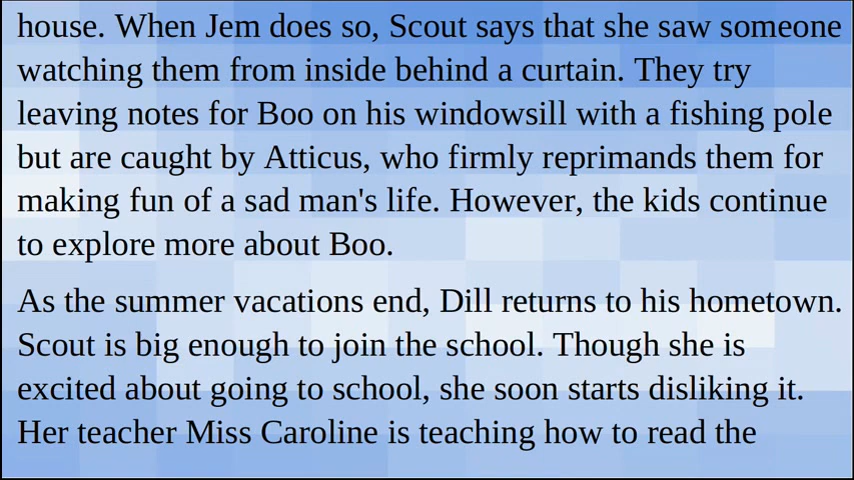 house. When Jem does so, Scout says that she saw someone
watching them from inside behind a curtain. They try
leaving notes for Boo on his windowsill with a fishing pole
but are caught by Atticus, who firmly reprimands them for
making fun of a sad man's life. However, the kids continue
to explore more about Boo.
As the summer vacations end, Dill returns to his hometown.
Scout is big enough to join the school. Though she is
excited about going to school, she soon starts disliking it.
Her teacher Miss Caroline is teaching how to read the